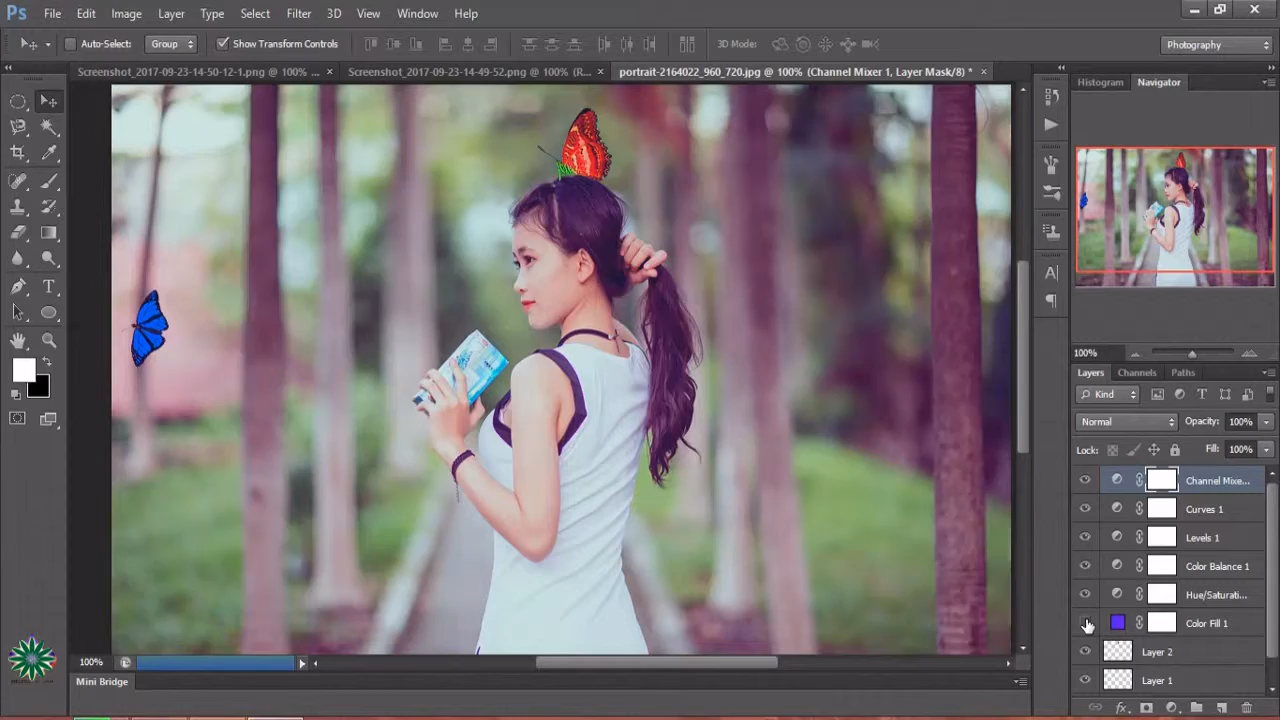 Ps File Edit Image Layer Type Select Filter 3D View Window Help
Auto-Select: Group Show Transform Controls 3D Mode: Photography
Screenshot_2017-09-23-14-50-12-1.png @ 100% ... × Screenshot_2017-09-23-14-49-52.png @ 100% (R... × portrait-2164022_960_720.jpg @ 100% (Channel Mixer 1, Layer Mask/8) * ×
Histogram Navigator
100%
Layers Channels Paths
Kind
Normal Opacity: 100%
Lock: Fill: 100%
Channel Mixe...
Curves 1
Levels 1
Color Balance 1
Hue/Saturati...
Color Fill 1
Layer 2
Layer 1
100%
Mini Bridge